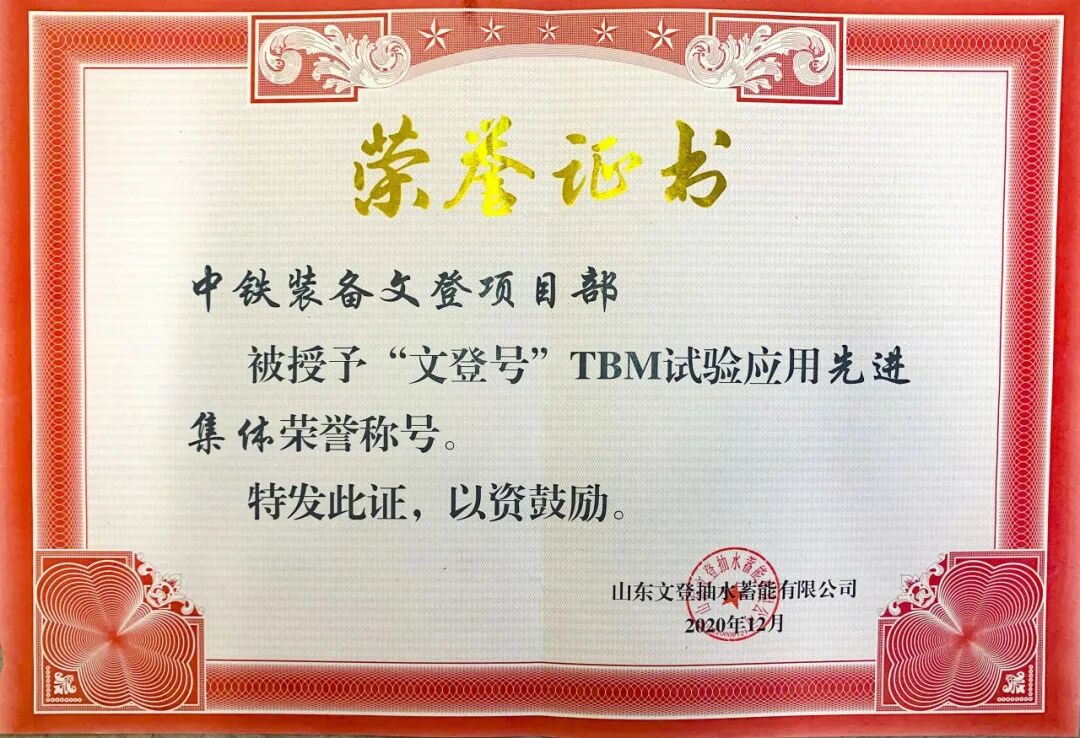 荣誉证书
中铁装备文登项目部
被授予“文登号”TBM试验应用先进
集体荣誉称号。
特发此证，以资鼓励。
山东文登抽水蓄能有限公司
2020年12月